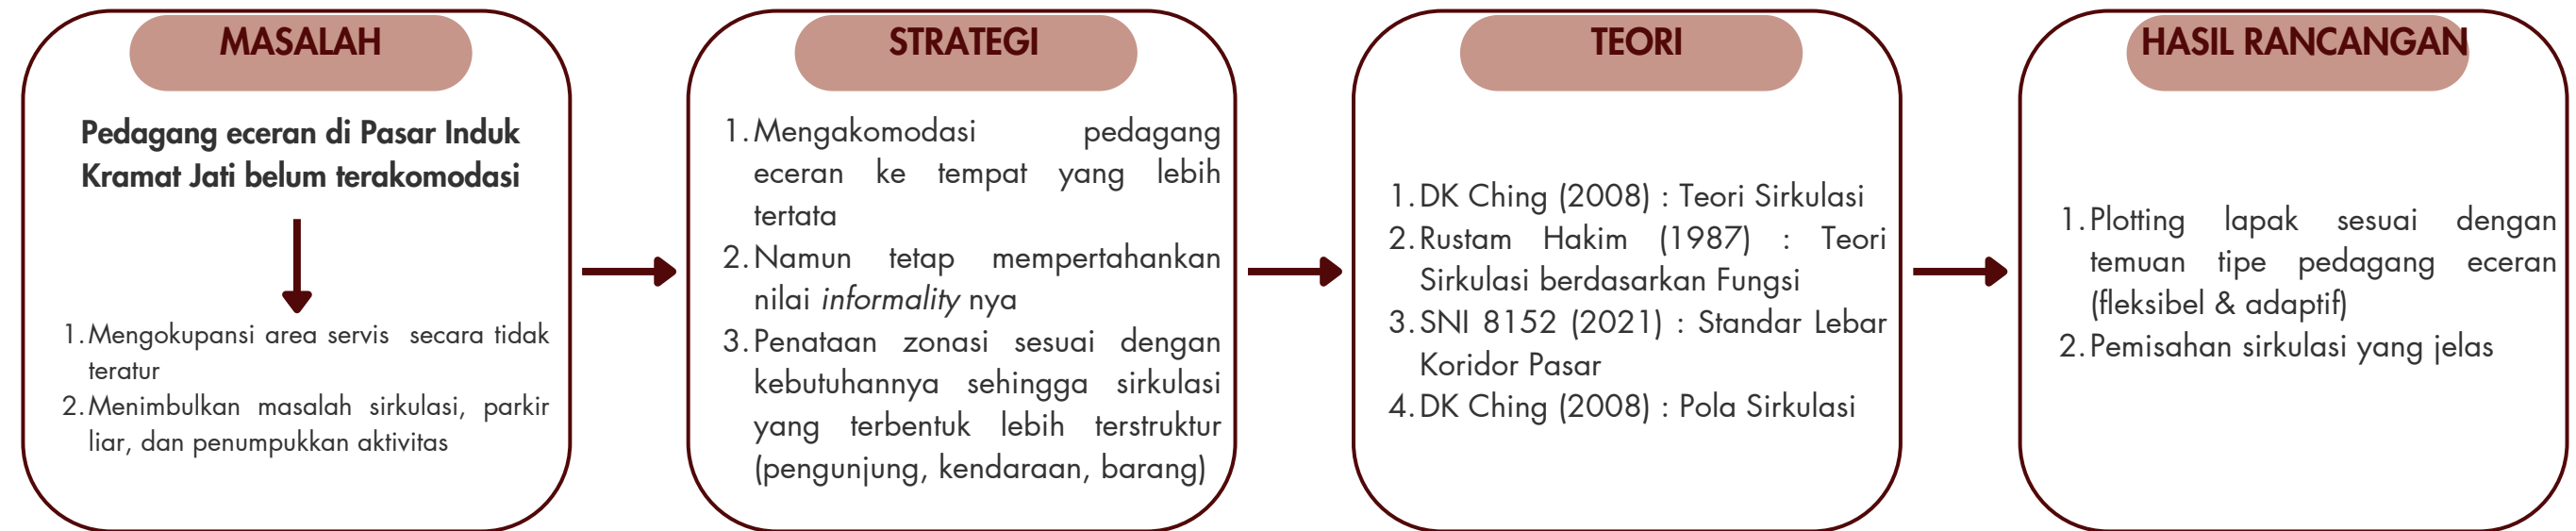 MASALAH
Pedagang eceran di Pasar Induk
Kramat Jati belum terakomodasi
1. Mengokupansi area servis secara tidak
teratur
2. Menimbulkan masalah sirkulasi, parkir
liar, dan penumpukkan aktivitas
STRATEGI
1. Mengakomodasi pedagang
eceran ke tempat yang lebih
tertata
2. Namun tetap mempertahankan
nilai informality nya
3. Penataan zonasi sesuai dengan
kebutuhannya sehingga sirkulasi
yang terbentuk lebih terstruktur
(pengunjung, kendaraan, barang)
TEORI
1. DK Ching (2008) : Teori Sirkulasi
2. Rustam Hakim (1987) : Teori
Sirkulasi berdasarkan Fungsi
3. SNI 8152 (2021) : Standar Lebar
Koridor Pasar
4. DK Ching (2008) : Pola Sirkulasi
HASIL RANCANGAN
1. Plotting lapak sesuai dengan
temuan tipe pedagang eceran
(fleksibel & adaptif)
2. Pemisahan sirkulasi yang jelas